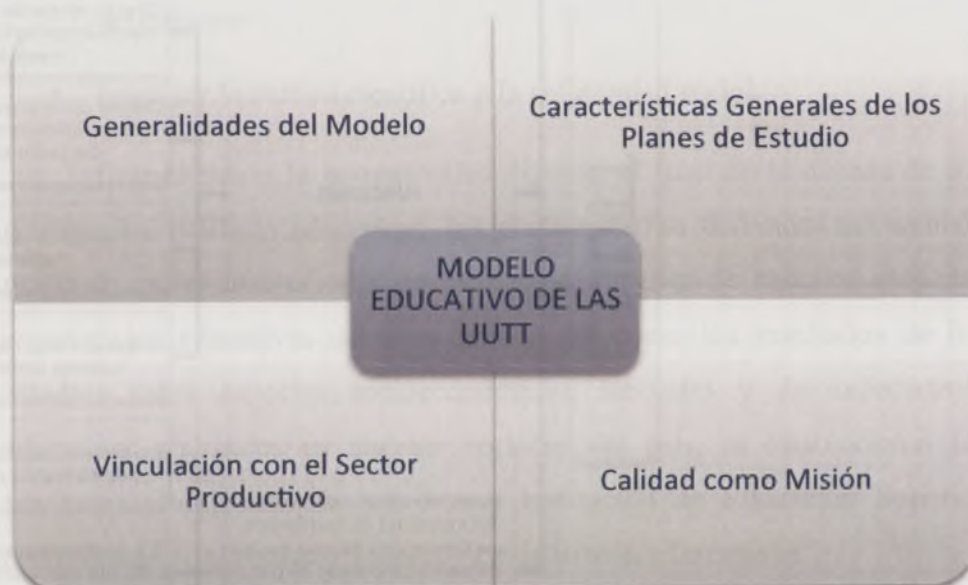 Generalidades del Modelo
Características Generales de los
Planes de Estudio
MODELO
EDUCATIVO DE LAS
UUTT
Vinculación con el Sector
Productivo
Calidad como Misión